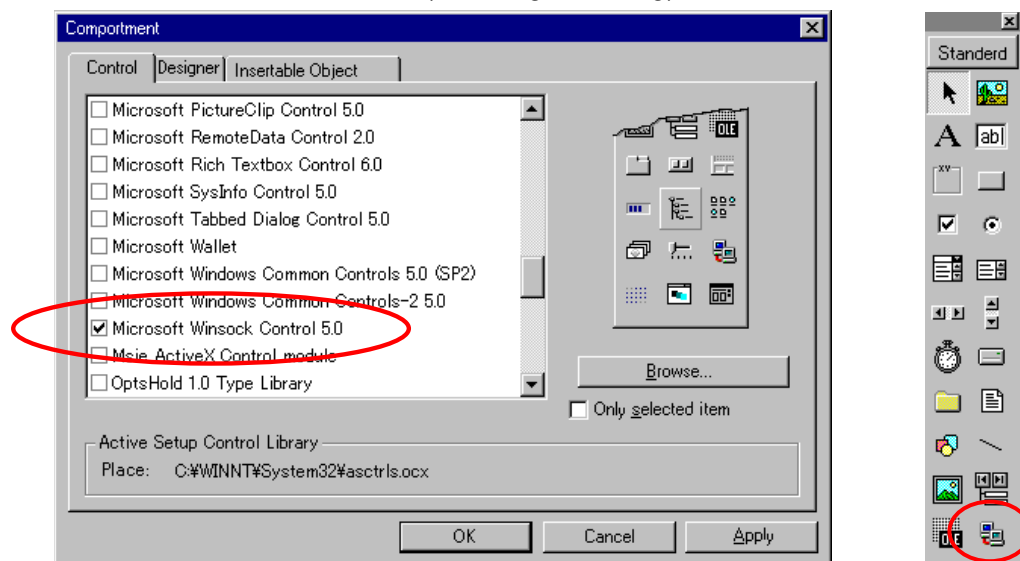 Comportment
Control Designer Insertable Object
Microsoft PictureClip Control 5.0
Microsoft RemoteData Control 2.0
Microsoft Rich Textbox Control 6.0
Microsoft SysInfo Control 5.0
Microsoft Tabbed Dialog Control 5.0
Microsoft Wallet
Microsoft Windows Common Controls 5.0 (SP2)
Microsoft Windows Common Controls-2 5.0
Microsoft Winsock Control 5.0
Msie ActiveX Control module
OptsHold 1.0 Type Library
OLE
Browse...
Only selected item
Active Setup Control Library
Place: C:¥WINNT¥System32¥asctrls.ocx
OK Cancel Apply
Standerd
A ab|
XY
OLE